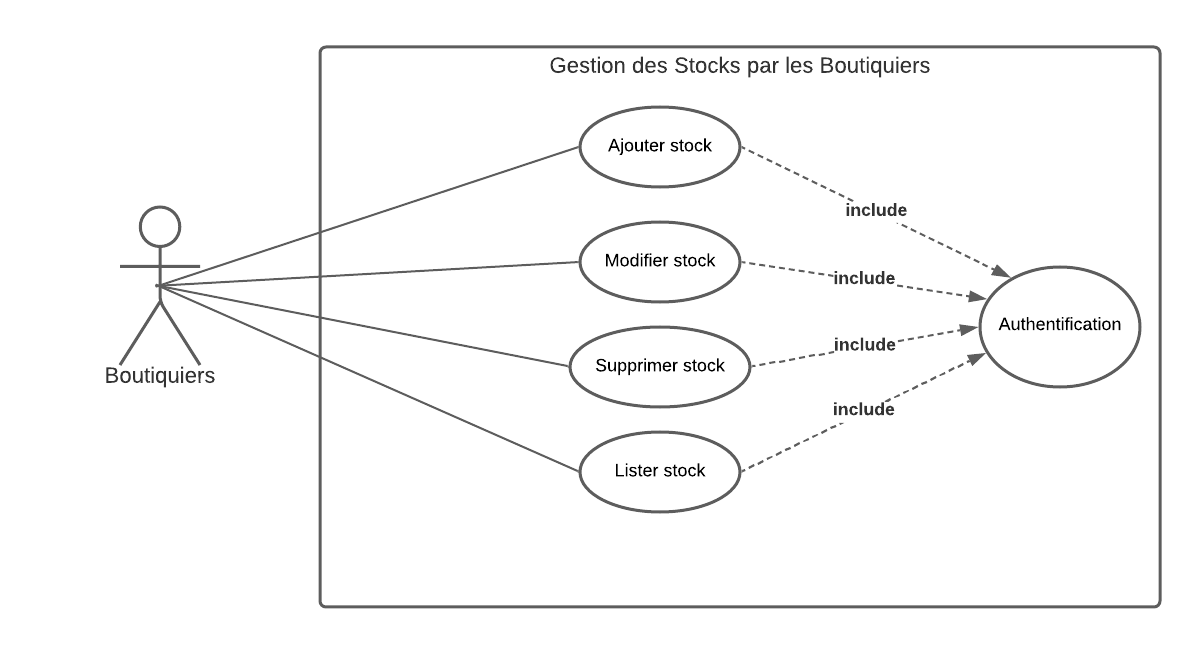 Gestion des Stocks par les Boutiquiers
Ajouter stock
include
Modifier stock
include
Authentification
Supprimer stock
include
Boutiquiers
include
Lister stock